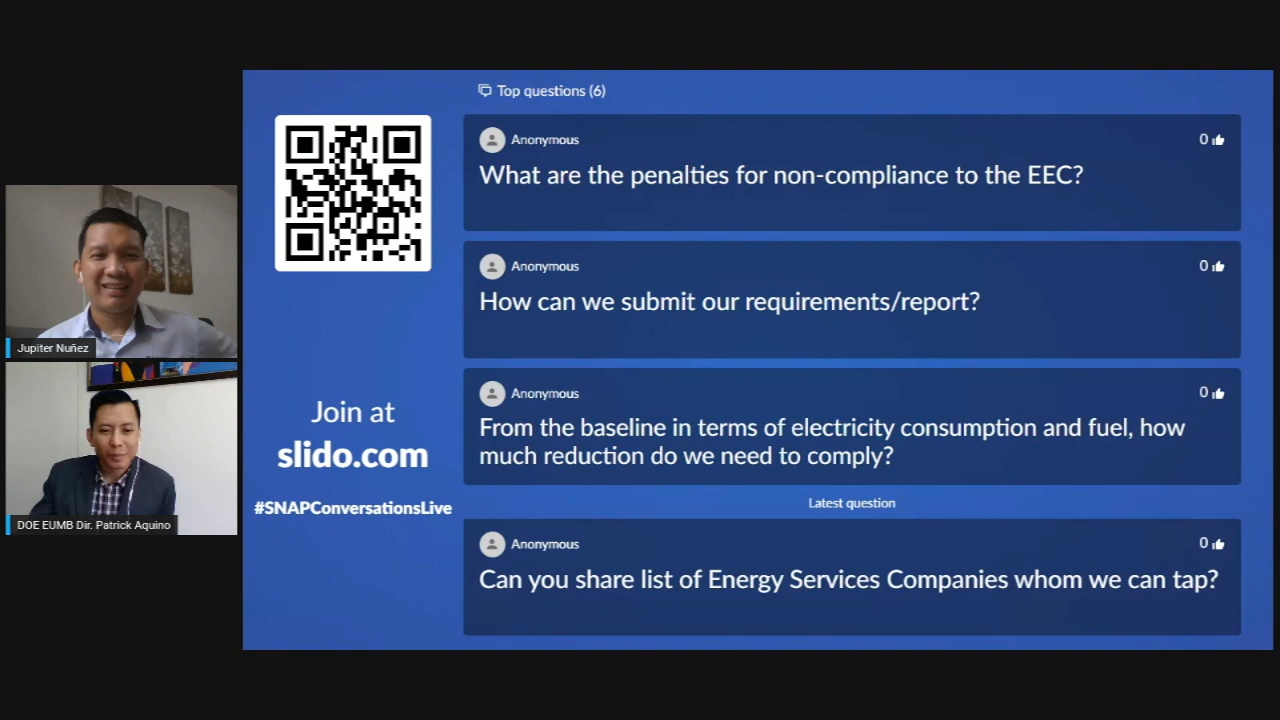 Top questions (6)
Anonymous
0
What are the penalties for non-compliance to the EEC?
Anonymous
0
How can we submit our requirements/report?
Anonymous
0
From the baseline in terms of electricity consumption and fuel, how
much reduction do we need to comply?
Latest question
Anonymous
0
Can you share list of Energy Services Companies whom we can tap?
Join at
slido.com
#SNAPConversationsLive
Jupiter Nuñez
DOE EUMB Dir. Patrick Aquino